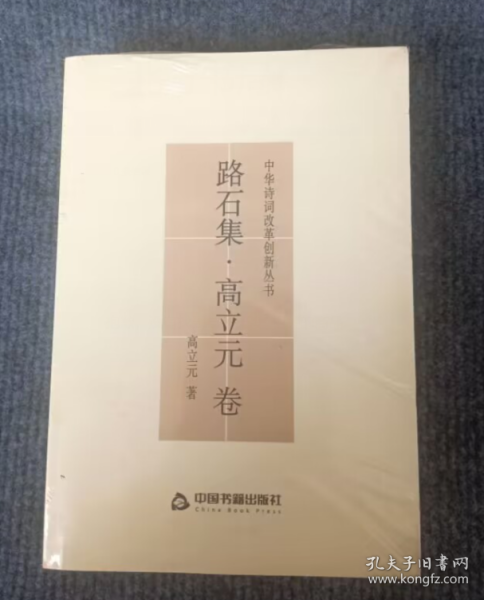 中华诗词改革创新丛书
路石集·高立元 卷
高立元 著
中国书籍出版社
China Book Press
孔夫子旧书网
www.kongfz.com